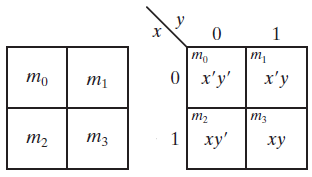 y
x 0 1
m₀ m₁
m₀ m₁ 0 x'y' x'y
m₂ m₃
m₂ m₃ 1 xy' xy